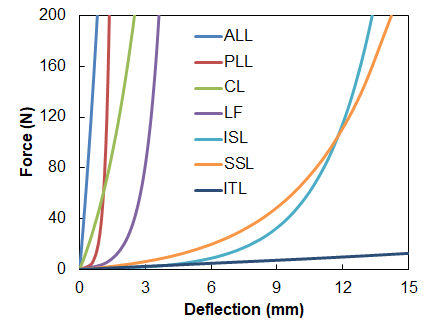 200
160
120
80
40
0
Force (N)
ALL
PLL
CL
LF
ISL
SSL
ITL
0 3 6 9 12 15
Deflection (mm)